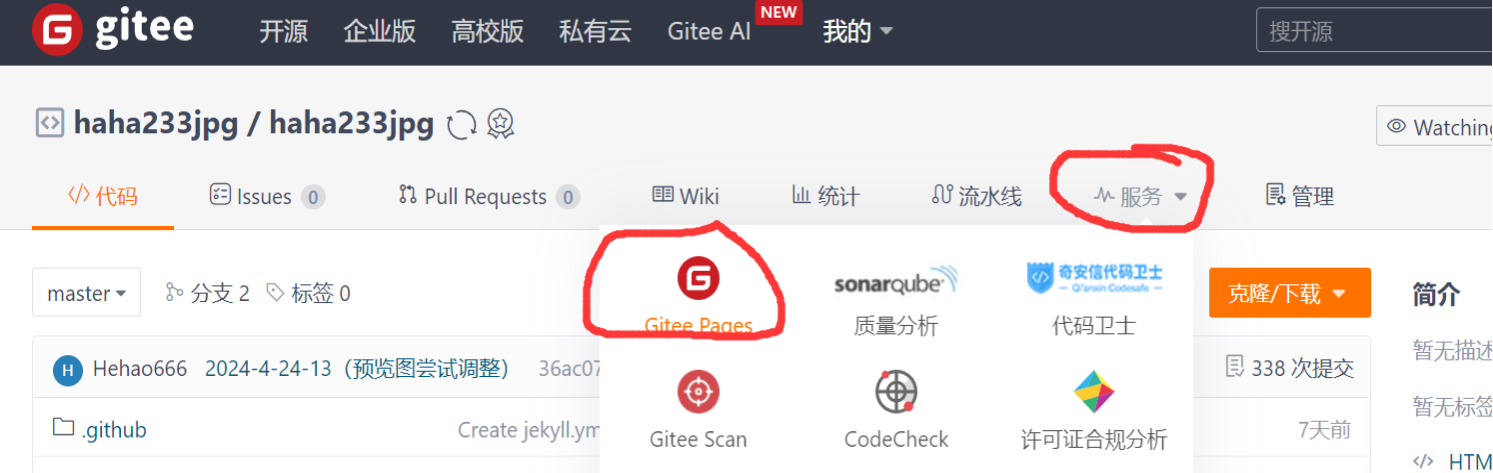 gitee 开源 企业版 高校版 私有云 Gitee AI NEW 我的 搜开源
haha233jpg / haha233jpg
Watching
代码 Issues 0 Pull Requests 0 Wiki 统计 流水线 服务 管理
master 分支 2 标签 0
克隆/下载
简介
Gitee Pages
sonarqube
质量分析
奇安信代码卫士
Qi'anxin Codesafe
代码卫士
暂无描述
H Hehao666 2024-4-24-13（预览图尝试调整） 36ac07
338 次提交
暂无标签
.github Create jekyll.ym
7天前
Gitee Scan CodeCheck 许可证合规分析
HTM